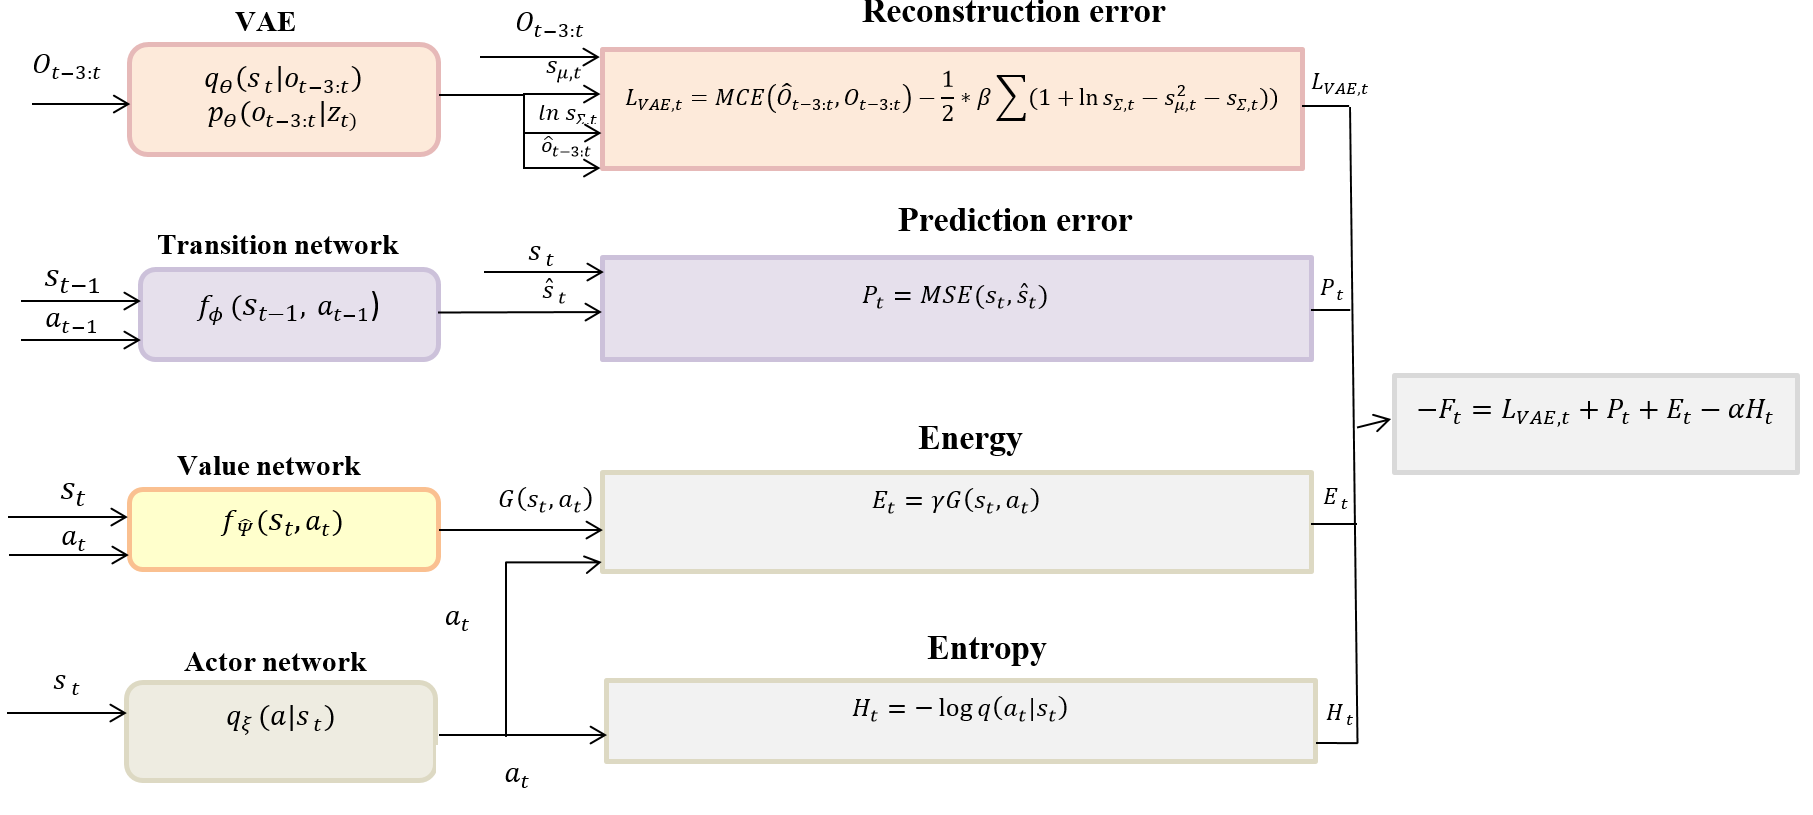 VAE
O_{t−3:t}
q_ϴ(s_t|o_{t−3:t})
p_ϴ(o_{t−3:t}|z_{t)}
O_{t−3:t}
s_{μ,t}
ln s_{Σ,t}
ô_{t−3:t}
Reconstruction error
L_{VAE,t} = MCE(Ô_{t−3:t}, O_{t−3:t}) − 1/2 * β ∑(1 + ln s_{Σ,t} − s²_{μ,t} − s_{Σ,t}))
L_{VAE,t}
Transition network
s_{t−1}
a_{t−1}
f_ϕ (s_{t−1}, a_{t−1})
s_t
ŝ_t
Prediction error
P_t = MSE(s_t, ŝ_t)
P_t
−F_t = L_{VAE,t} + P_t + E_t − αH_t
Value network
s_t
a_t
f_Ψ̂(s_t, a_t)
G(s_t, a_t)
Energy
E_t = γG(s_t, a_t)
E_t
a_t
Actor network
s_t
q_ξ (a|s_t)
a_t
Entropy
H_t = − log q(a_t|s_t)
H_t